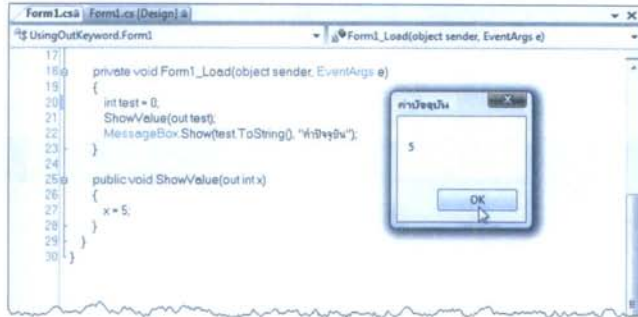 Form1.cs Form1.cs [Design]
UsingOutKeyword.Form1 Form1_Load(object sender, EventArgs e)
17
18 private void Form1_Load(object sender, EventArgs e)
19 {
20 int test = 0;
21 ShowValue(out test);
22 MessageBox.Show(test.ToString(), "ค่าปัจจุบัน");
23 }
24
25 public void ShowValue(out int x)
26 {
27 x = 5;
28 }
29 }
30 }
ค่าปัจจุบัน
5
OK